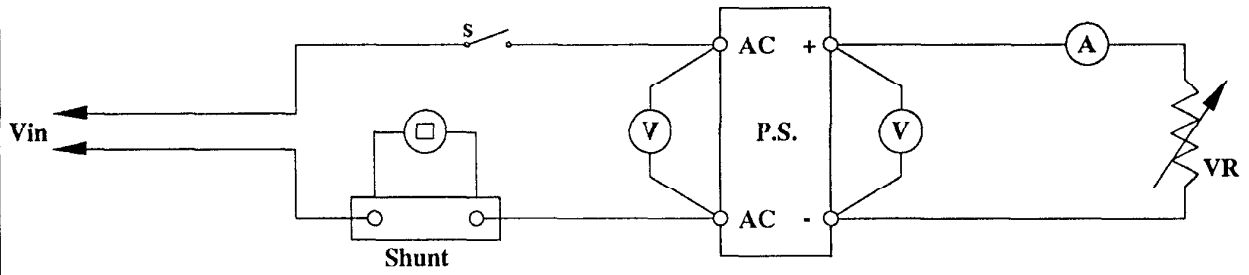 S
AC +
A
Vin
V
P.S.
V
VR
AC -
Shunt